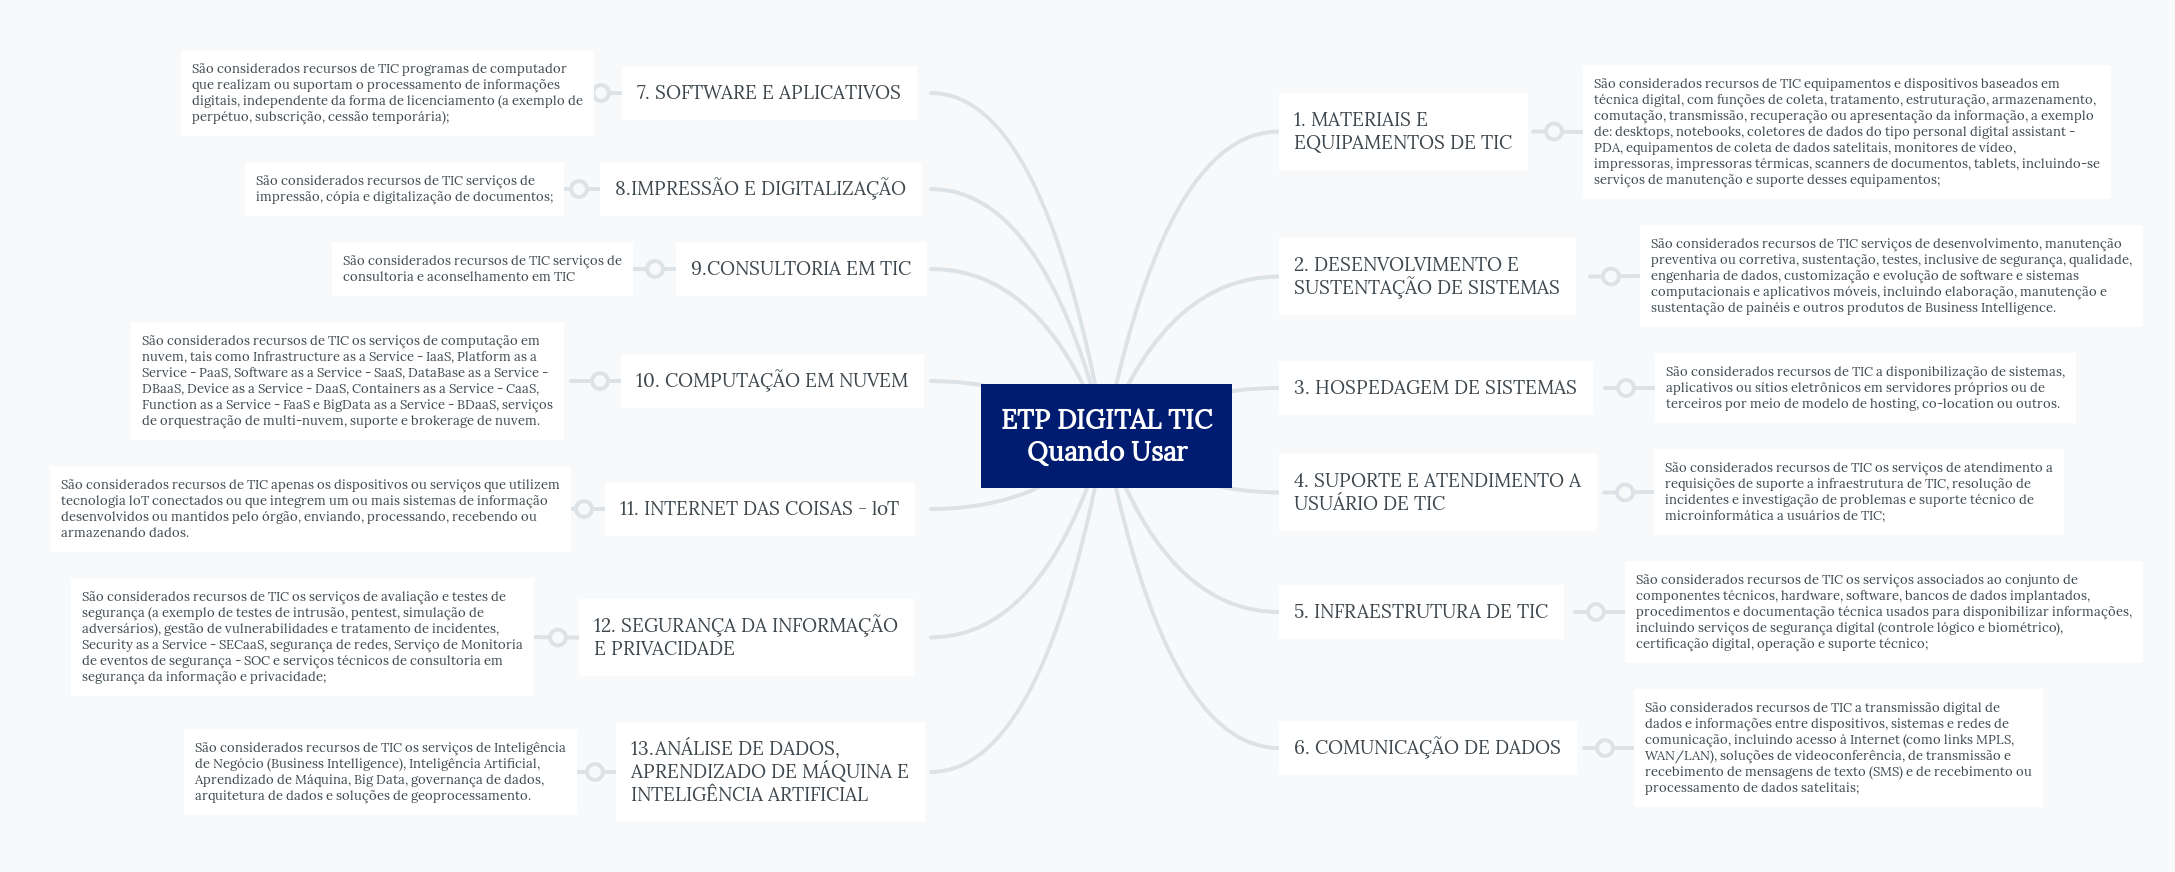 ETP DIGITAL TIC
Quando Usar
1. MATERIAIS E
EQUIPAMENTOS DE TIC
São considerados recursos de TIC equipamentos e dispositivos baseados em
técnica digital, com funções de coleta, tratamento, estruturação, armazenamento,
comutação, transmissão, recuperação ou apresentação da informação, a exemplo
de: desktops, notebooks, coletores de dados do tipo personal digital assistant -
PDA, equipamentos de coleta de dados satelitais, monitores de vídeo,
impressoras, impressoras térmicas, scanners de documentos, tablets, incluindo-se
serviços de manutenção e suporte desses equipamentos;
2. DESENVOLVIMENTO E
SUSTENTAÇÃO DE SISTEMAS
São considerados recursos de TIC serviços de desenvolvimento, manutenção
preventiva ou corretiva, sustentação, testes, inclusive de segurança, qualidade,
engenharia de dados, customização e evolução de software e sistemas
computacionais e aplicativos móveis, incluindo elaboração, manutenção e
sustentação de painéis e outros produtos de Business Intelligence.
3. HOSPEDAGEM DE SISTEMAS
São considerados recursos de TIC a disponibilização de sistemas,
aplicativos ou sítios eletrônicos em servidores próprios ou de
terceiros por meio de modelo de hosting, co-location ou outros.
4. SUPORTE E ATENDIMENTO A
USUÁRIO DE TIC
São considerados recursos de TIC os serviços de atendimento a
requisições de suporte a infraestrutura de TIC, resolução de
incidentes e investigação de problemas e suporte técnico de
microinformática a usuários de TIC;
5. INFRAESTRUTURA DE TIC
São considerados recursos de TIC os serviços associados ao conjunto de
componentes técnicos, hardware, software, bancos de dados implantados,
procedimentos e documentação técnica usados para disponibilizar informações,
incluindo serviços de segurança digital (controle lógico e biométrico),
certificação digital, operação e suporte técnico;
6. COMUNICAÇÃO DE DADOS
São considerados recursos de TIC a transmissão digital de
dados e informações entre dispositivos, sistemas e redes de
comunicação, incluindo acesso à Internet (como links MPLS,
WAN/LAN), soluções de videoconferência, de transmissão e
recebimento de mensagens de texto (SMS) e de recebimento ou
processamento de dados satelitais;
7. SOFTWARE E APLICATIVOS
São considerados recursos de TIC programas de computador
que realizam ou suportam o processamento de informações
digitais, independente da forma de licenciamento (a exemplo de
perpétuo, subscrição, cessão temporária);
8.IMPRESSÃO E DIGITALIZAÇÃO
São considerados recursos de TIC serviços de
impressão, cópia e digitalização de documentos;
9.CONSULTORIA EM TIC
São considerados recursos de TIC serviços de
consultoria e aconselhamento em TIC
10. COMPUTAÇÃO EM NUVEM
São considerados recursos de TIC os serviços de computação em
nuvem, tais como Infrastructure as a Service - IaaS, Platform as a
Service - PaaS, Software as a Service - SaaS, DataBase as a Service -
DBaaS, Device as a Service - DaaS, Containers as a Service - CaaS,
Function as a Service - FaaS e BigData as a Service - BDaaS, serviços
de orquestração de multi-nuvem, suporte e brokerage de nuvem.
11. INTERNET DAS COISAS - loT
São considerados recursos de TIC apenas os dispositivos ou serviços que utilizem
tecnologia loT conectados ou que integrem um ou mais sistemas de informação
desenvolvidos ou mantidos pelo órgão, enviando, processando, recebendo ou
armazenando dados.
12. SEGURANÇA DA INFORMAÇÃO
E PRIVACIDADE
São considerados recursos de TIC os serviços de avaliação e testes de
segurança (a exemplo de testes de intrusão, pentest, simulação de
adversários), gestão de vulnerabilidades e tratamento de incidentes,
Security as a Service - SECaaS, segurança de redes, Serviço de Monitoria
de eventos de segurança - SOC e serviços técnicos de consultoria em
segurança da informação e privacidade;
13.ANÁLISE DE DADOS,
APRENDIZADO DE MÁQUINA E
INTELIGÊNCIA ARTIFICIAL
São considerados recursos de TIC os serviços de Inteligência
de Negócio (Business Intelligence), Inteligência Artificial,
Aprendizado de Máquina, Big Data, governança de dados,
arquitetura de dados e soluções de geoprocessamento.